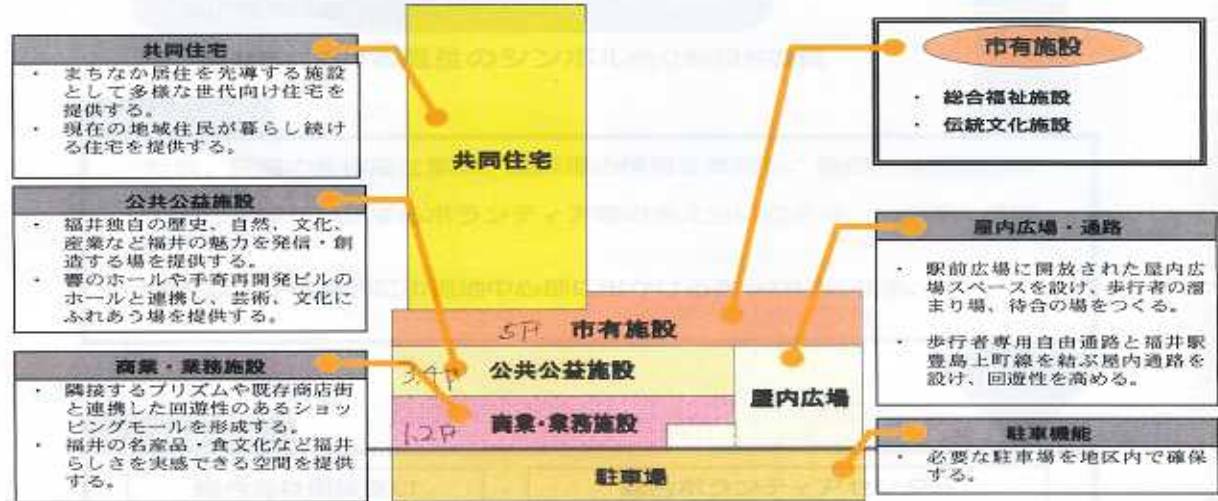 共同住宅
・ まちなか居住を先導する施設
として多様な世代向け住宅を
提供する。
・ 現在の地域住民が暮らし続け
る住宅を提供する。
公共公益施設
・ 福井独自の歴史、自然、文化、
産業など福井の魅力を発信・創
造する場を提供する。
・ 響のホールや手寄再開発ビルの
ホールと連携し、芸術、文化に
ふれあう場を提供する。
商業・業務施設
・ 隣接するプリズムや既存商店街
と連携した回遊性のあるショッ
ピングモールを形成する。
・ 福井の名産品・食文化など福井
らしさを実感できる空間を提供
する。
共同住宅
5F 市有施設
3.4F 公共公益施設
1.2F 商業・業務施設
屋内広場
駐車場
市有施設
・ 総合福祉施設
・ 伝統文化施設
屋内広場・通路
・ 駅前広場に開放された屋内広
場スペースを設け、歩行者の溜
まり場、待合の場をつくる。
・ 歩行者専用自由通路と福井駅
豊島上町線を結ぶ屋内通路を
設け、回遊性を高める。
駐車機能
・ 必要な駐車場を地区内で確保
する。